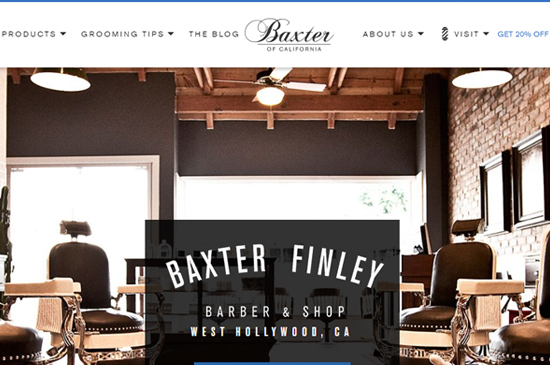 PRODUCTS GROOMING TIPS THE BLOG Baxter OF CALIFORNIA ABOUT US VISIT GET 20% OFF
BAXTER FINLEY
BARBER & SHOP
WEST HOLLYWOOD, CA